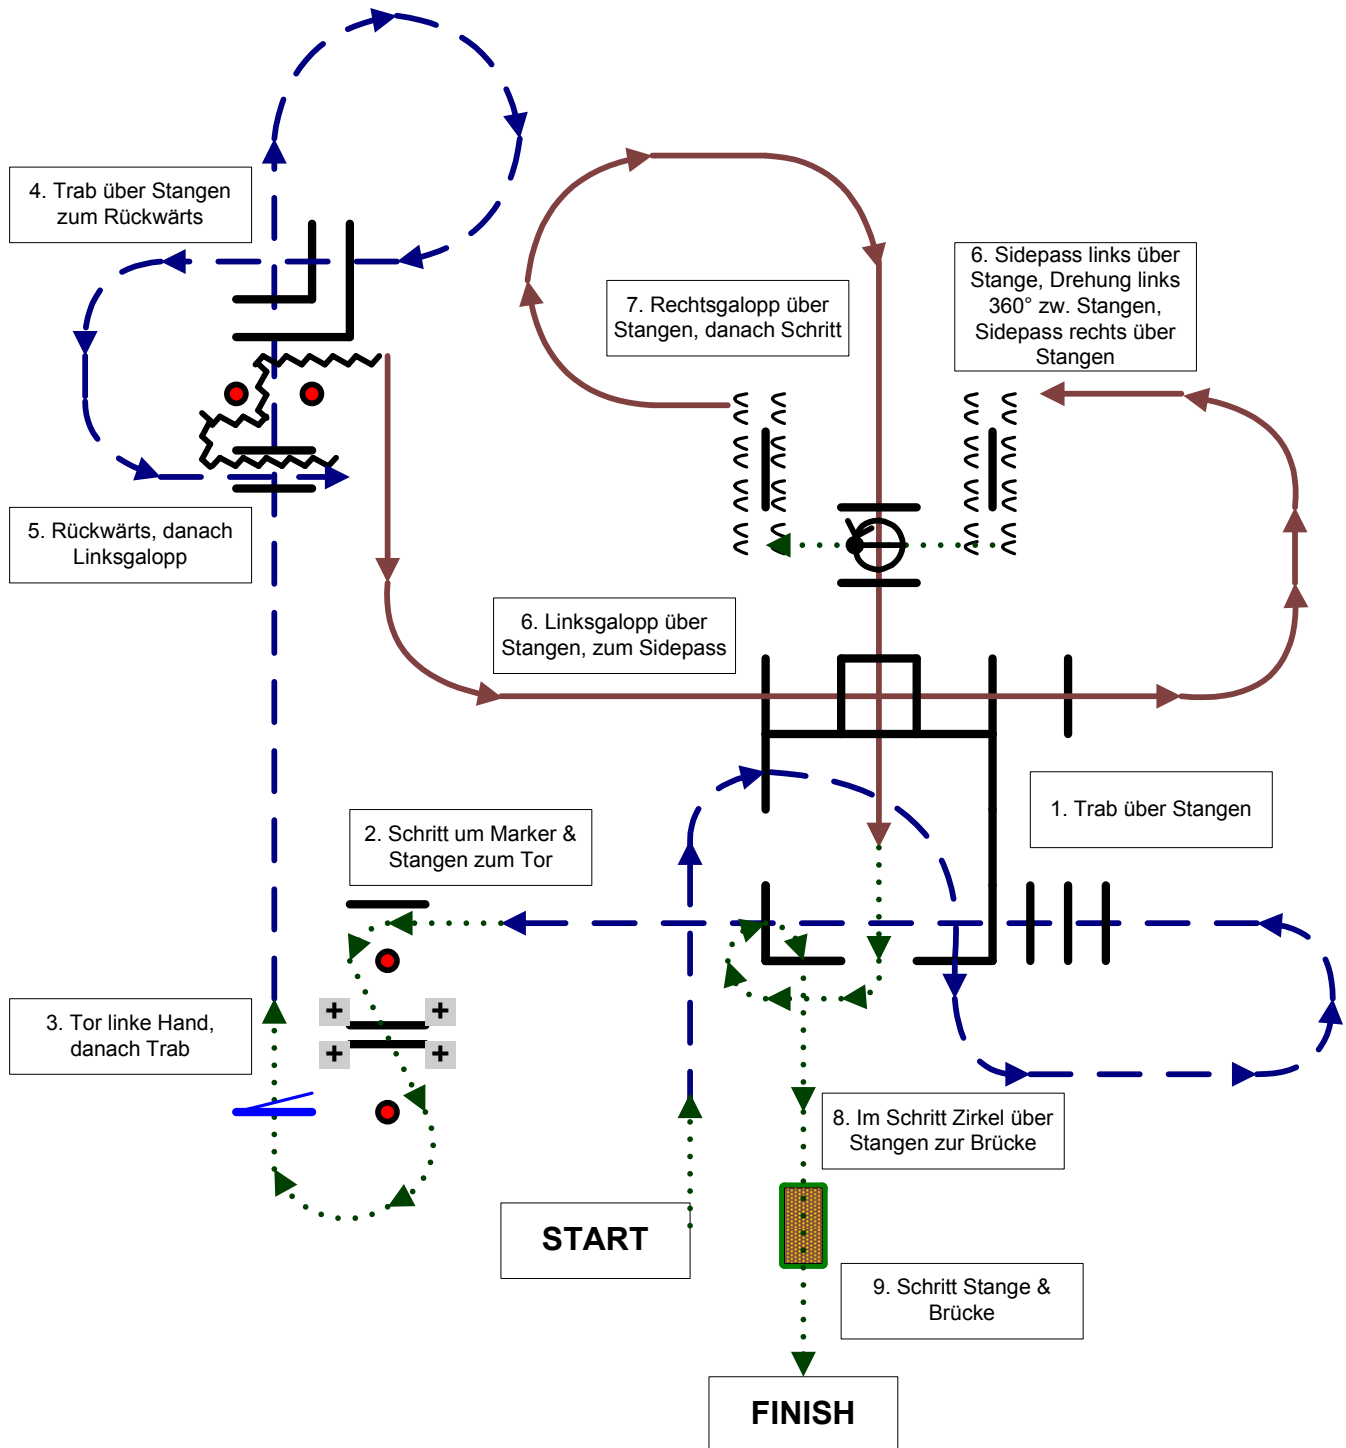 4. Trab über Stangen
zum Rückwärts
7. Rechtsgalopp über
Stangen, danach Schritt
6. Sidepass links über
Stange, Drehung links
360° zw. Stangen,
Sidepass rechts über
Stangen
5. Rückwärts, danach
Linksgalopp
6. Linksgalopp über
Stangen, zum Sidepass
1. Trab über Stangen
2. Schritt um Marker &
Stangen zum Tor
3. Tor linke Hand,
danach Trab
8. Im Schritt Zirkel über
Stangen zur Brücke
START
9. Schritt Stange &
Brücke
FINISH